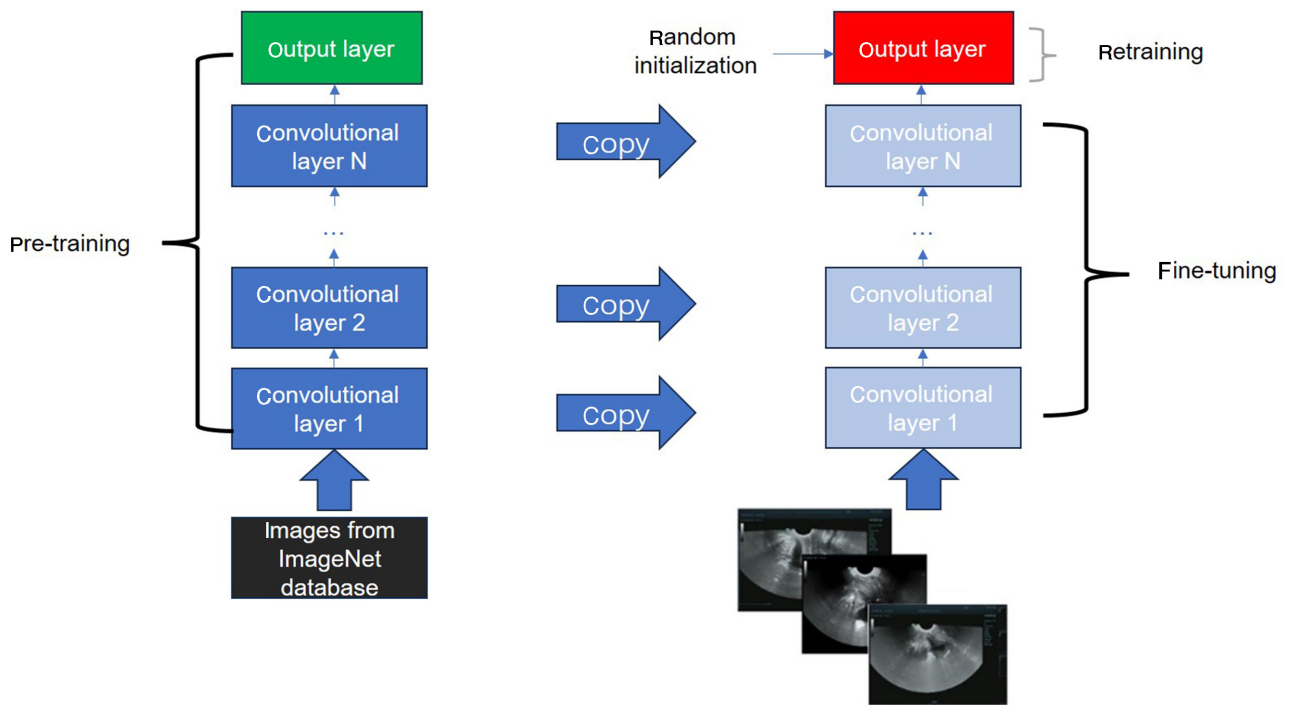 Output layer
Convolutional
layer N
...
Convolutional
layer 2
Convolutional
layer 1
Images from
ImageNet
database
Pre-training
Copy
Copy
Copy
Random
initialization
Output layer
Retraining
Convolutional
layer N
...
Convolutional
layer 2
Convolutional
layer 1
Fine-tuning